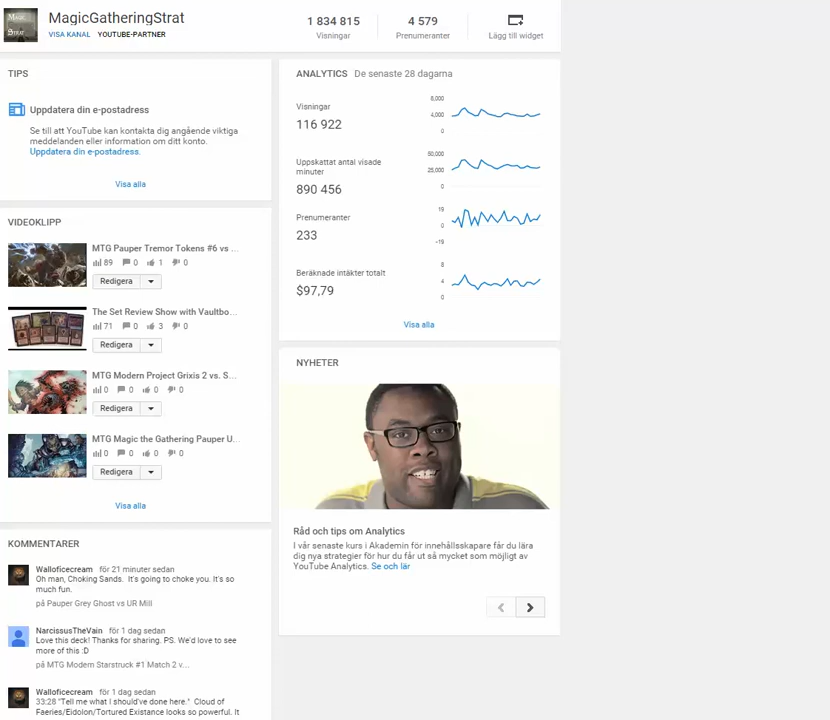 MAGIC
STRAT
MagicGatheringStrat
VISA KANAL YOUTUBE-PARTNER
1 834 815
Visningar
4 579
Prenumeranter
Lägg till widget
TIPS
Uppdatera din e-postadress
Se till att YouTube kan kontakta dig angående viktiga
meddelanden eller information om ditt konto.
Uppdatera din e-postadress.
Visa alla
VIDEOKLIPP
MTG Pauper Tremor Tokens #6 vs ...
89 0 1 0
Redigera
The Set Review Show with Vaultbo...
71 0 3 0
Redigera
MTG Modern Project Grixis 2 vs. S...
0 0 0 0
Redigera
MTG Magic the Gathering Pauper U...
0 0 0 0
Redigera
Visa alla
KOMMENTARER
Walloficecream för 21 minuter sedan
Oh man, Choking Sands. It's going to choke you. It's so
much fun.
på Pauper Grey Ghost vs UR Mill
NarcissusTheVain för 1 dag sedan
Love this deck! Thanks for sharing. PS. We'd love to see
more of this :D
på MTG Modern Starstruck #1 Match 2 v...
Walloficecream för 1 dag sedan
33:28 "Tell me what I should've done here." Cloud of
Faeries/Eidolon/Tortured Existance looks so powerful. It
ANALYTICS De senaste 28 dagarna
Visningar
116 922
8,000
4,000
0
Uppskattat antal visade
minuter
890 456
50,000
25,000
0
Prenumeranter
233
19
0
-19
Beräknade intäkter totalt
$97,79
8
4
0
Visa alla
NYHETER
Råd och tips om Analytics
I vår senaste kurs i Akademin för innehållsskapare får du lära
dig nya strategier för hur du får ut så mycket som möjligt av
YouTube Analytics. Se och lär